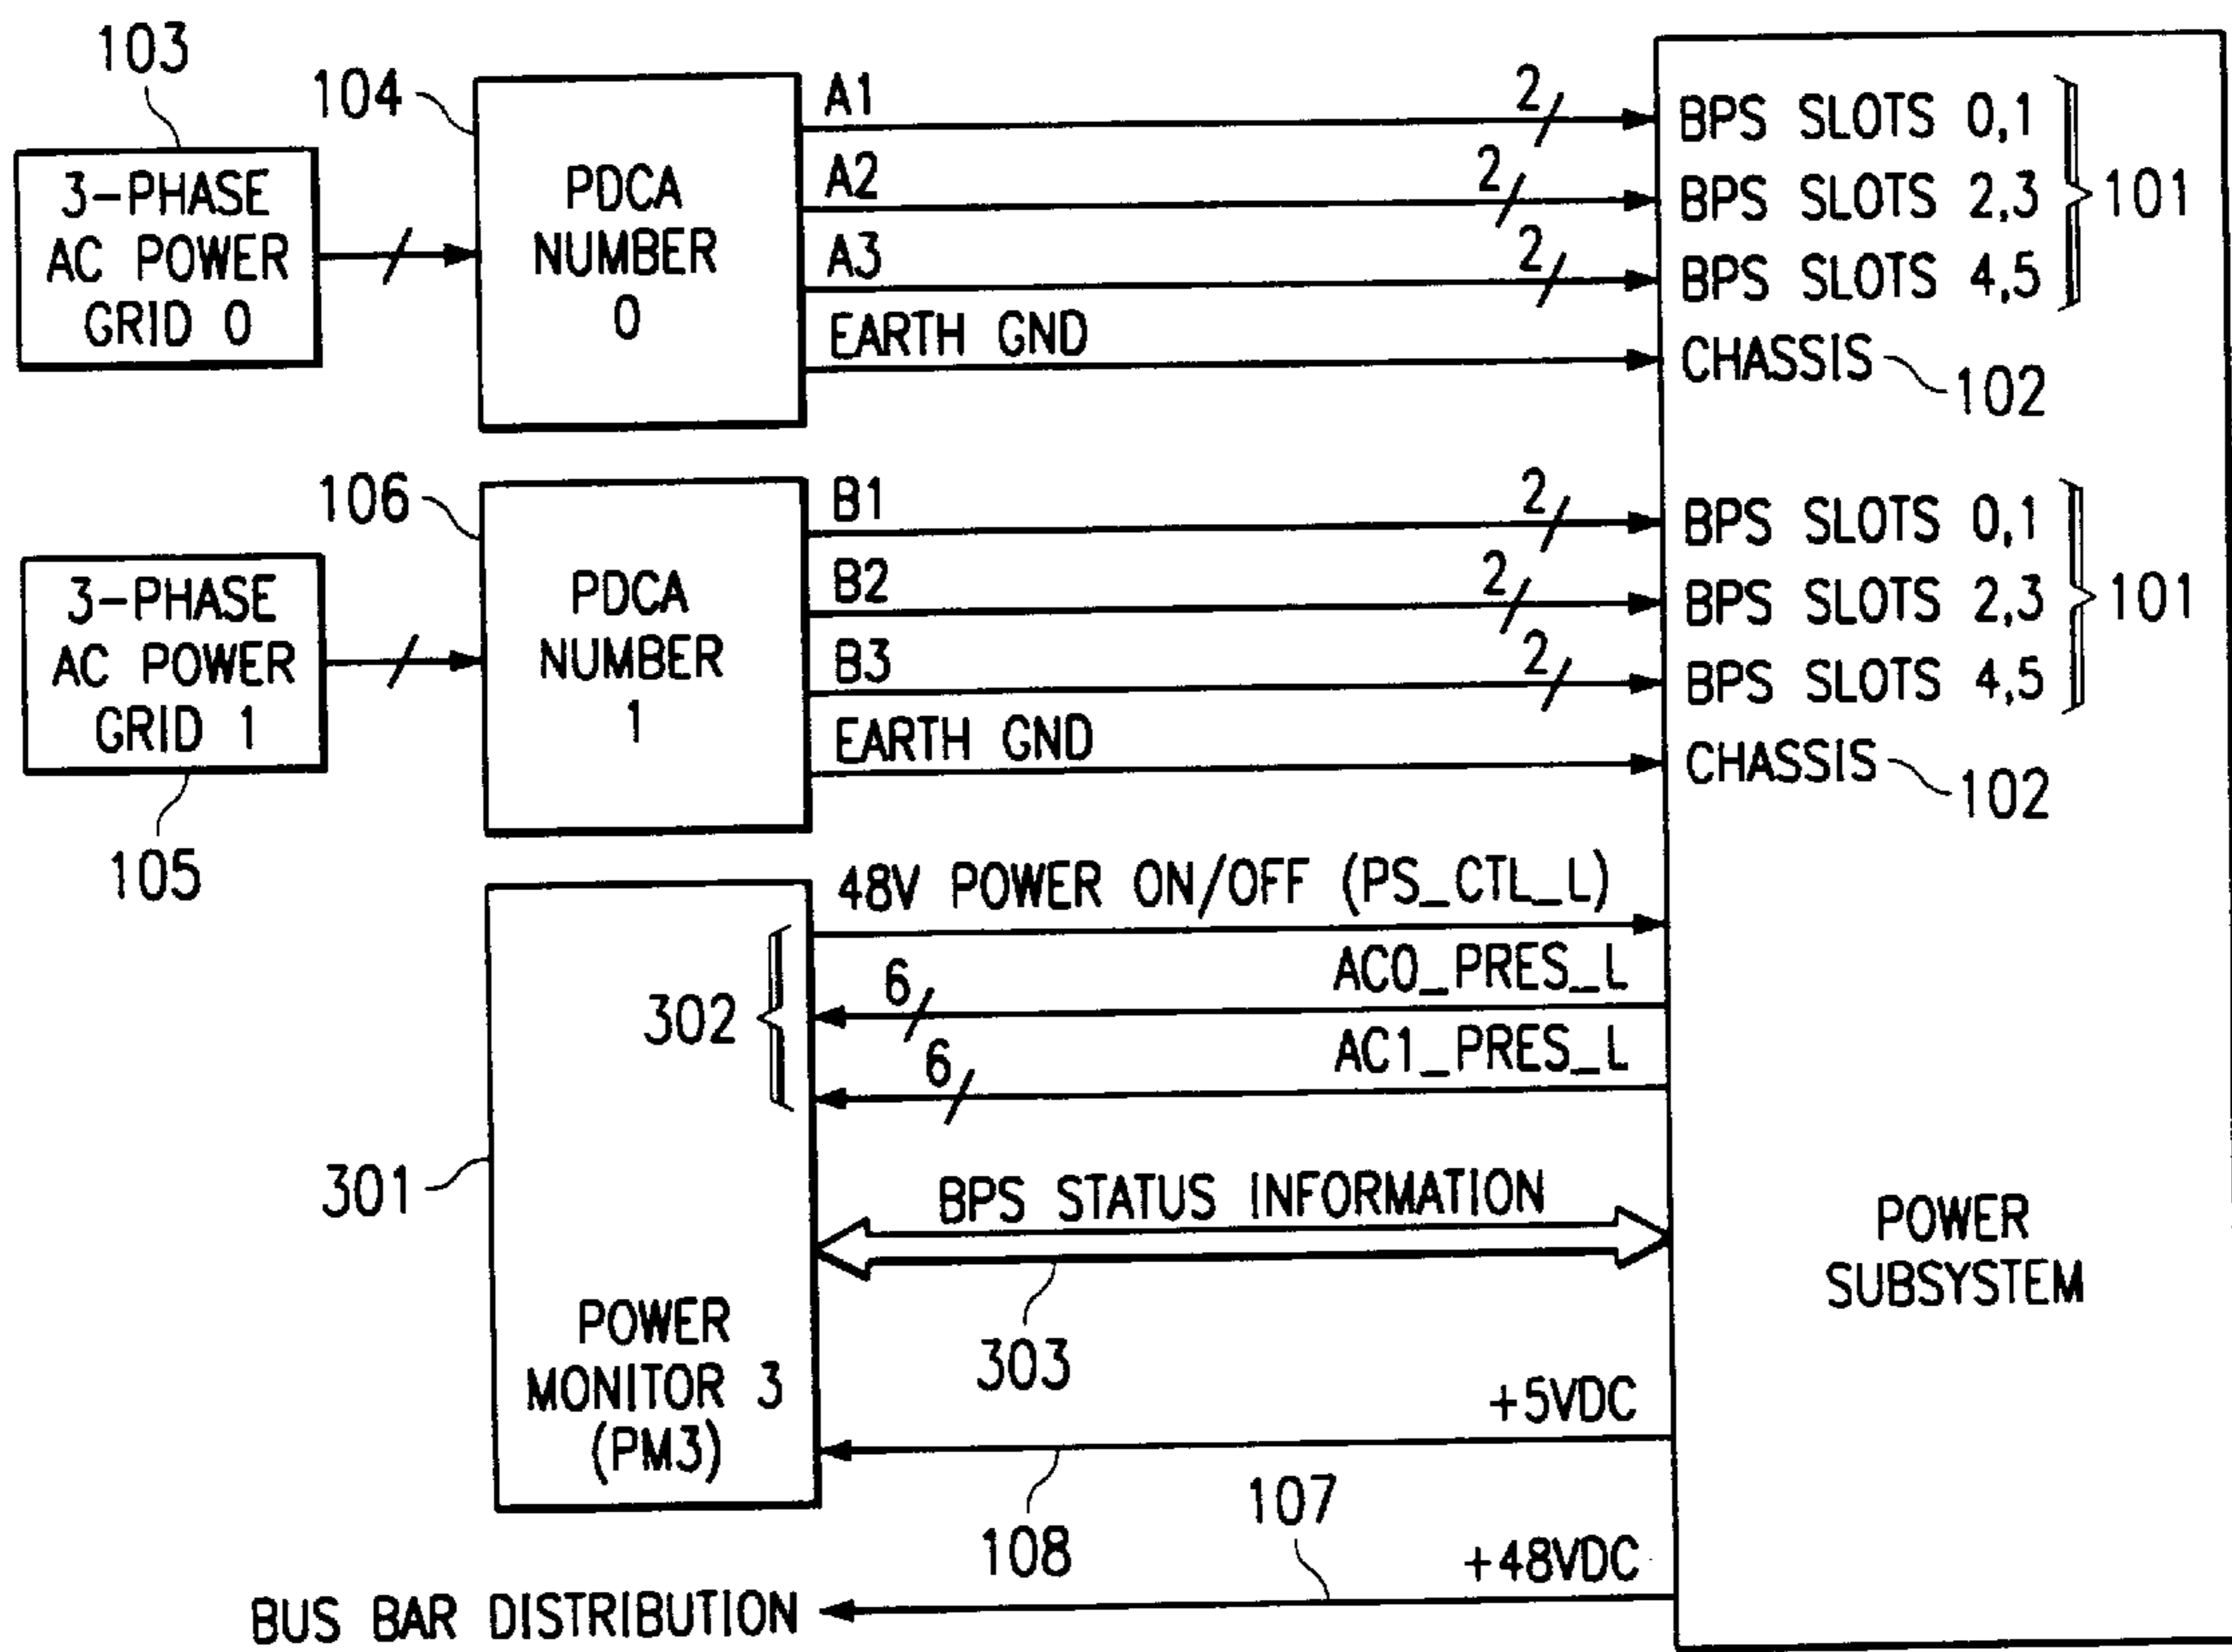 103
104
3-PHASE
AC POWER
GRID 0
PDCA
NUMBER
0
A1
2
BPS SLOTS 0,1
A2
2
BPS SLOTS 2,3
101
A3
2
BPS SLOTS 4,5
EARTH GND
CHASSIS
102
106
3-PHASE
AC POWER
GRID 1
105
PDCA
NUMBER
1
B1
2
BPS SLOTS 0,1
B2
2
BPS SLOTS 2,3
101
B3
2
BPS SLOTS 4,5
EARTH GND
CHASSIS
102
48V POWER ON/OFF (PS_CTL_L)
302
6
AC0_PRES_L
6
AC1_PRES_L
301
BPS STATUS INFORMATION
303
POWER
MONITOR 3
(PM3)
POWER
SUBSYSTEM
+5VDC
108
107
+48VDC
BUS BAR DISTRIBUTION